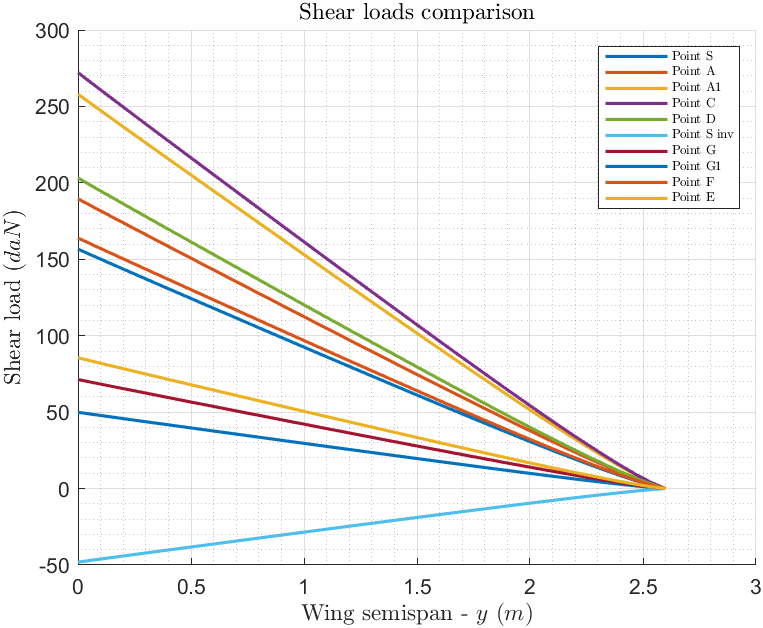 Shear loads comparison
300
250
200
150
100
50
0
-50
Shear load (daN)
0 0.5 1 1.5 2 2.5 3
Wing semispan - y (m)
Point S
Point A
Point A1
Point C
Point D
Point S inv
Point G
Point G1
Point F
Point E